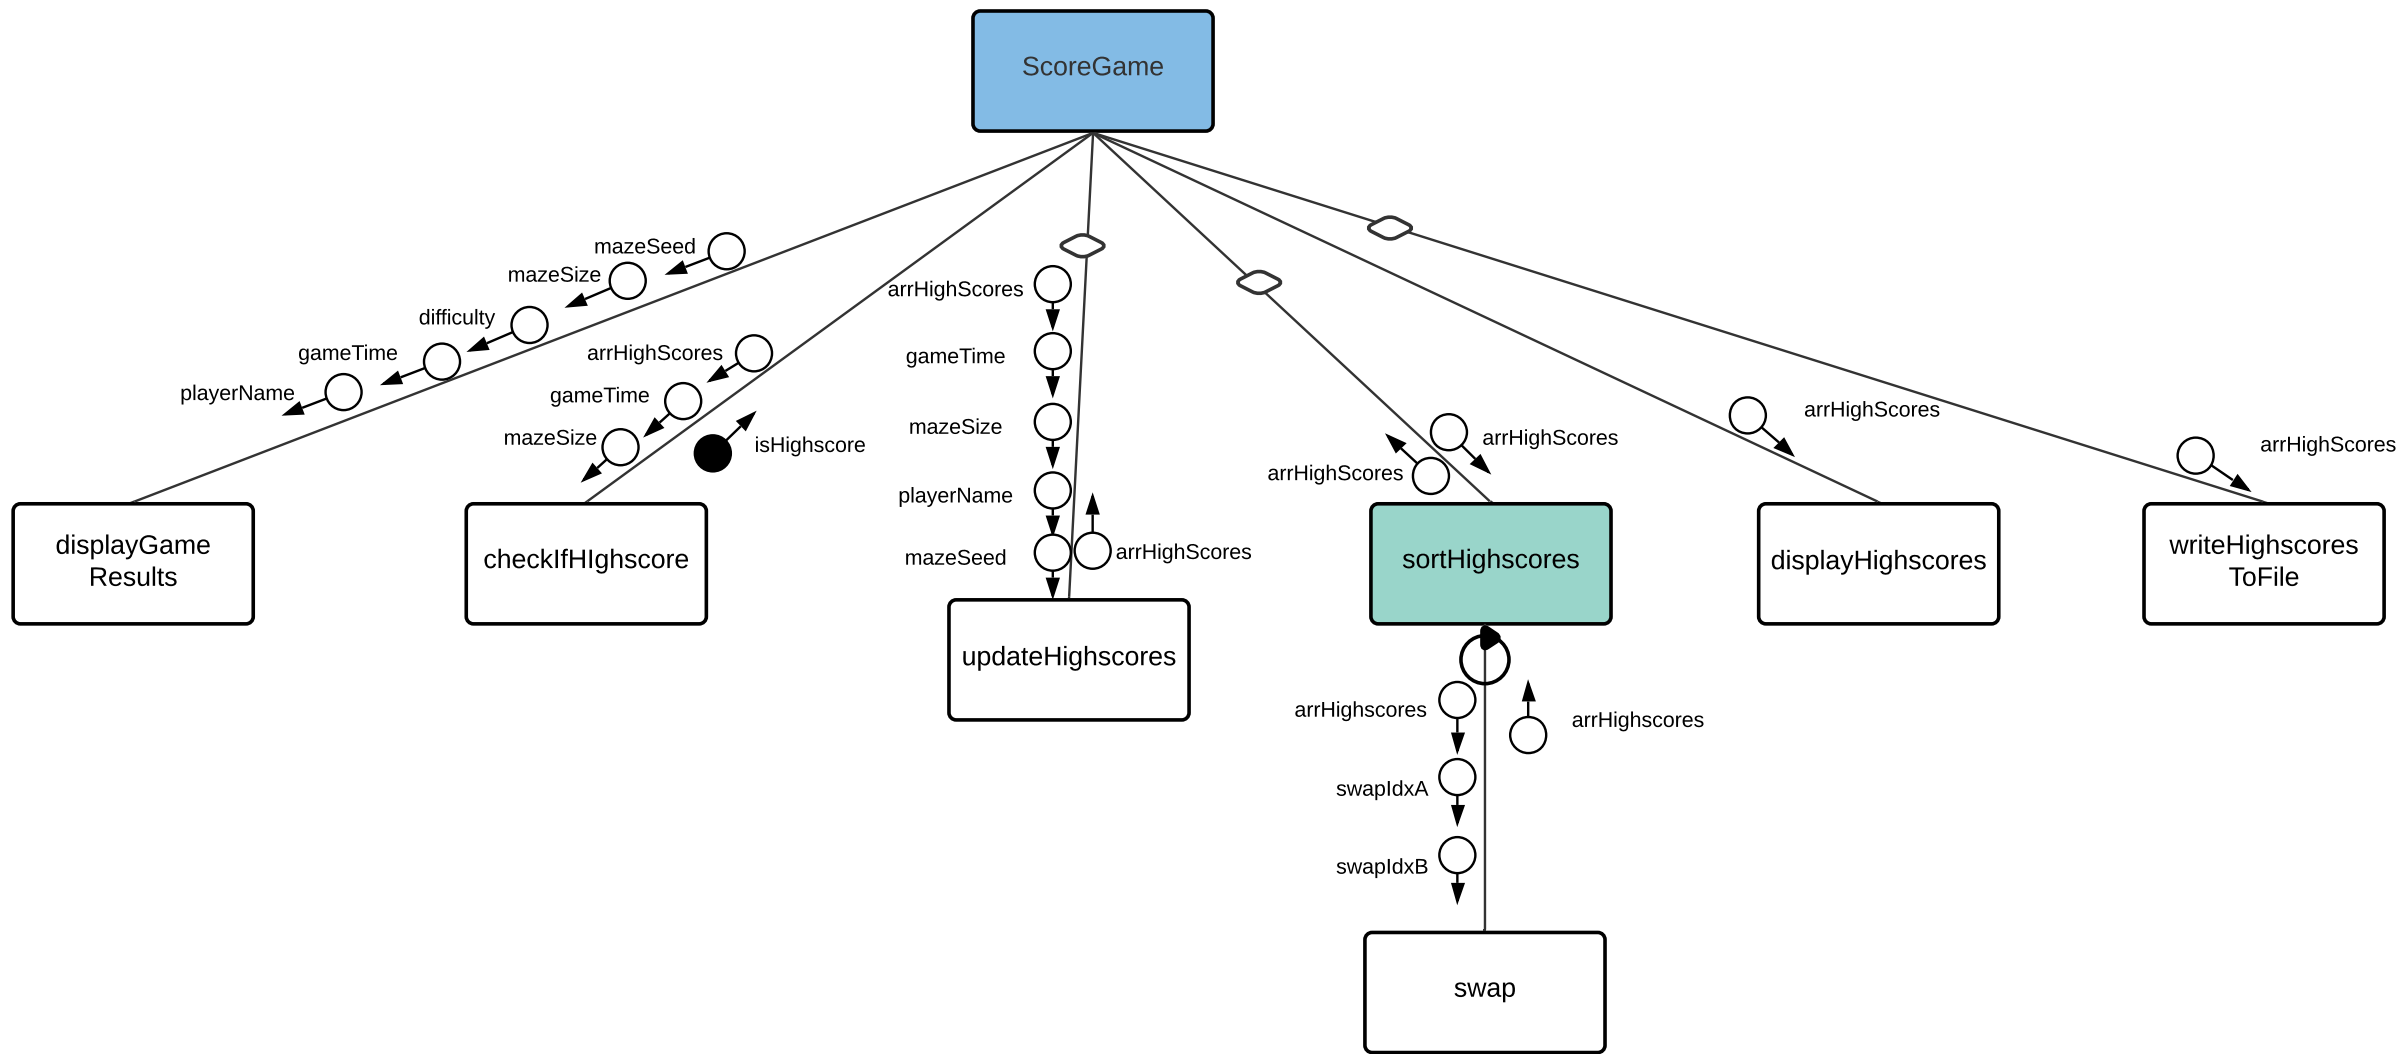 ScoreGame
mazeSeed
mazeSize
difficulty
gameTime
playerName
arrHighScores
gameTime
mazeSize
isHighscore
arrHighScores
gameTime
mazeSize
playerName
mazeSeed
arrHighScores
arrHighScores
arrHighScores
arrHighScores
arrHighScores
displayGame
Results
checkIfHIghscore
updateHighscores
sortHighscores
displayHighscores
writeHighscores
ToFile
arrHighscores
swapIdxA
swapIdxB
arrHighscores
swap